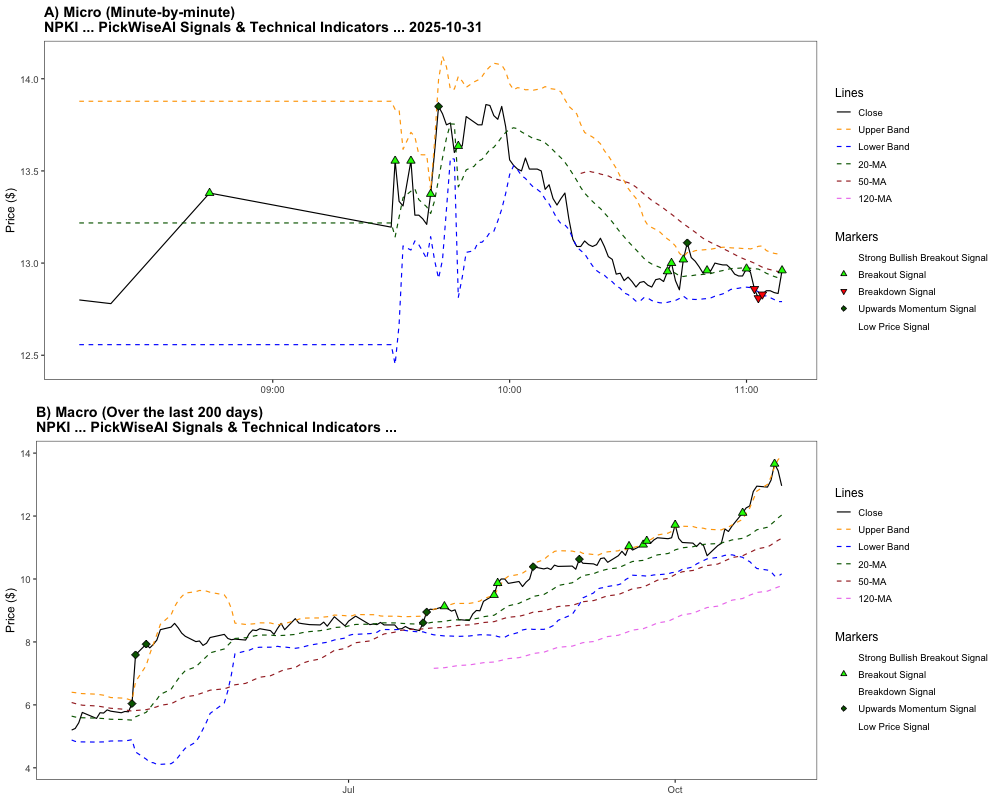 A) Micro (Minute-by-minute)
NPKI ... PickWiseAI Signals & Technical Indicators ... 2025-10-31
Price ($)
14.0
13.5
13.0
12.5
09:00
10:00
11:00
Lines
Close
Upper Band
Lower Band
20-MA
50-MA
120-MA
Markers
Strong Bullish Breakout Signal
Breakout Signal
Breakdown Signal
Upwards Momentum Signal
Low Price Signal
B) Macro (Over the last 200 days)
NPKI ... PickWiseAI Signals & Technical Indicators ...
Price ($)
14
12
10
8
6
4
Jul
Oct
Lines
Close
Upper Band
Lower Band
20-MA
50-MA
120-MA
Markers
Strong Bullish Breakout Signal
Breakout Signal
Breakdown Signal
Upwards Momentum Signal
Low Price Signal